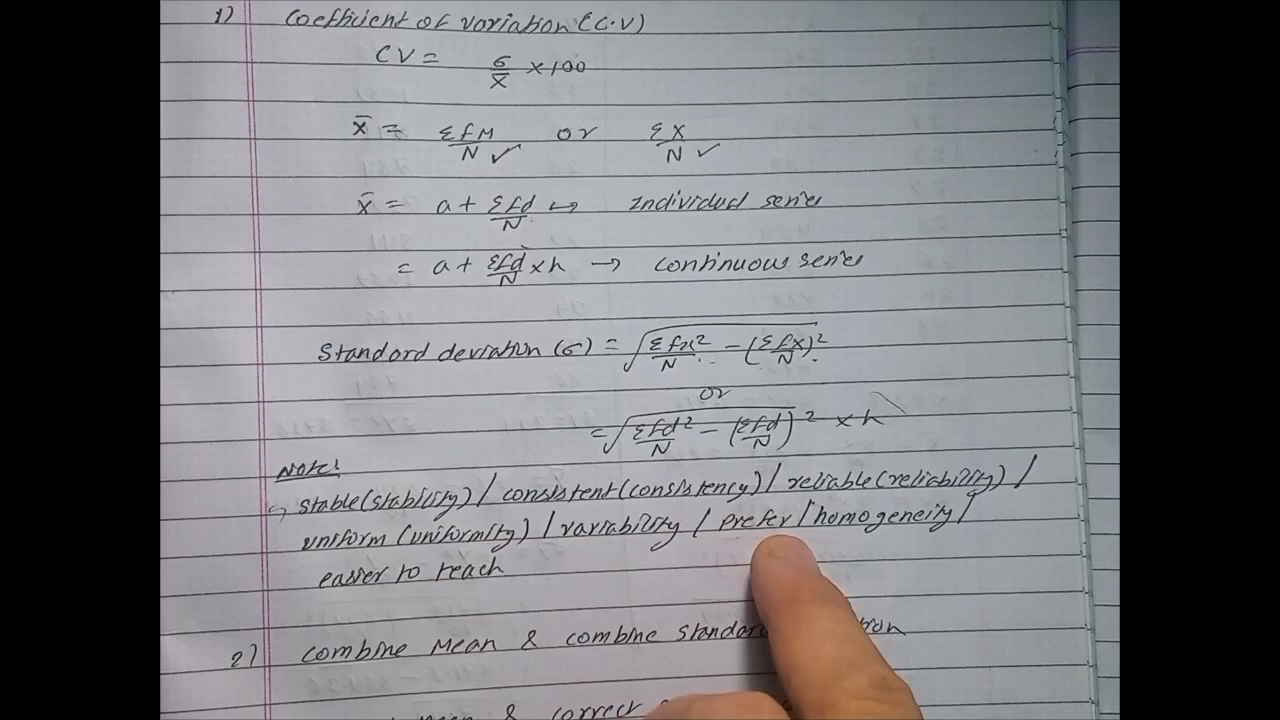 1) Coefficient of variation (C.V)
CV = σ/x̄ × 100
x̄ = ΣfM/N ✓ or ΣX/N ✓
x̄ = a + Σfd/N ↦ Individual series
= a + Σfd'/N × h → continuous series
Standard deviation (σ) = √(Σfx²/N − (Σfx/N)²)
or
= √(Σfd²/N − (Σfd/N)²) × h
Note:
↳ stable (stability) / consistent (consistency) / reliable (reliability) /
uniform (uniformity) / variability / prefer / homogeneity /
easier to teach
2) combine Mean & combine standard
& correct